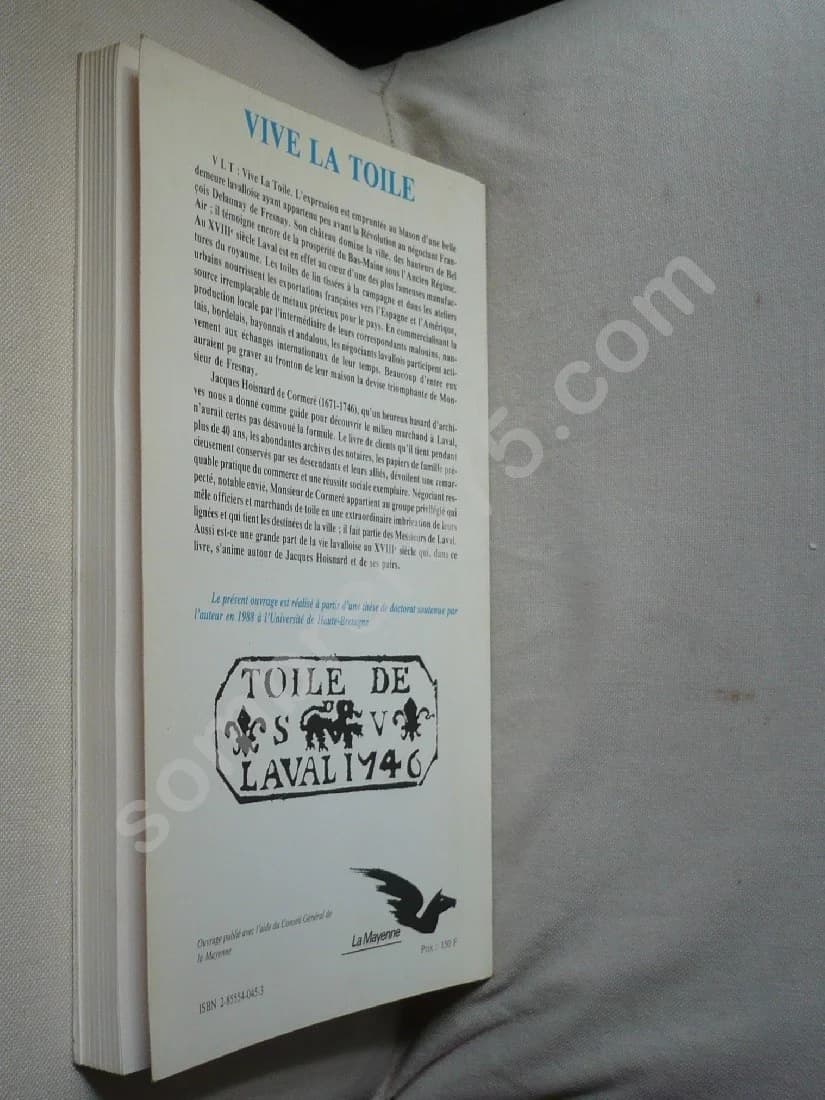 VIVE LA TOILE
V L T : Vive La Toile. L'expression est empruntée au blason d'une belle
demeure lavalloise ayant appartenu peu avant la Révolution au négociant Fran-
çois Delaunay de Fresnay. Son château domine la ville, des hauteurs de Bel
Air ; il témoigne encore de la prospérité du Bas-Maine sous l'Ancien Régime.
Au XVIIIe siècle Laval est en effet au cœur d'une des plus fameuses manufac-
tures du royaume. Les toiles de lin tissées à la campagne et dans les ateliers
urbains nourrissent les exportations françaises vers l'Espagne et l'Amérique,
source irremplaçable de métaux précieux pour le pays. En commercialisant la
production locale par l'intermédiaire de leurs correspondants malouins, nan-
tais, bordelais, bayonnais et andalous, les négociants lavallois participent acti-
vement aux échanges internationaux de leur temps. Beaucoup d'entre eux
auraient pu graver au fronton de leur maison la devise triomphante de Mon-
sieur de Fresnay.
Jacques Hoisnard de Cormeré (1671-1746), qu'un heureux hasard d'archi-
ves nous a donné comme guide pour découvrir le milieu marchand à Laval,
n'aurait certes pas désavoué la formule. Le livre de clients qu'il tient pendant
plus de 40 ans, les abondantes archives des notaires, les papiers de famille pré-
cieusement conservés par ses descendants et leurs alliés, dévoilent une remar-
quable pratique du commerce et une réussite sociale exemplaire. Négociant res-
pecté, notable envié, Monsieur de Cormeré appartient au groupe privilégié qui
mêle officiers et marchands de toile en une extraordinaire imbrication de leurs
lignées et qui tient les destinées de la ville ; il fait partie des Messieurs de Laval.
Aussi est-ce une grande part de la vie lavalloise au XVIIIe siècle qui, dans ce
livre, s'anime autour de Jacques Hoisnard et de ses pairs.
Le présent ouvrage est réalisé à partir d'une thèse de doctorat soutenue par
l'auteur en 1988 à l'Université de Haute-Bretagne
TOILE DE
S V
LAVAL 1746
Ouvrage publié avec l'aide du Conseil Général de
la Mayenne
La Mayenne
Prix : 150 F
ISBN 2-85554-045-3